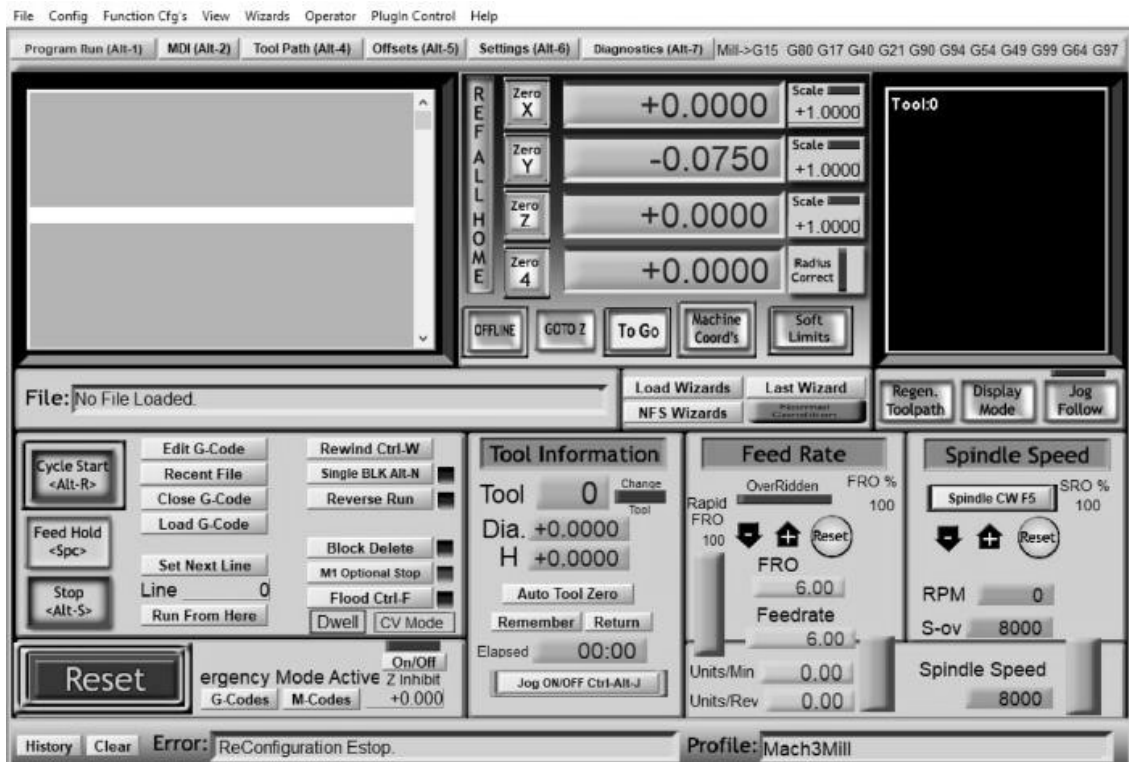 File Config Function Cfg's View Wizards Operator PlugIn Control Help
Program Run (Alt-1) MDI (Alt-2) Tool Path (Alt-4) Offsets (Alt-5) Settings (Alt-6) Diagnostics (Alt-7) Mill->G15 G80 G17 G40 G21 G90 G94 G54 G49 G99 G64 G97
REF ALL HOME
Zero X +0.0000 Scale +1.0000
Zero Y -0.0750 Scale +1.0000
Zero Z +0.0000 Scale +1.0000
Zero 4 +0.0000 Radius Correct
OFFLINE GOTO Z To Go Machine Coord's Soft Limits
Tool:0
File: No File Loaded.
Load Wizards Last Wizard
NFS Wizards Normal Condition
Regen. Toolpath Display Mode Jog Follow
Cycle Start <Alt-R>
Feed Hold <Spc>
Stop <Alt-S>
Edit G-Code
Recent File
Close G-Code
Load G-Code
Set Next Line
Line 0
Run From Here
Rewind Ctrl-W
Single BLK Alt-N
Reverse Run
Block Delete
M1 Optional Stop
Flood Ctrl-F
Dwell CV Mode
Reset
ergency Mode Active
G-Codes M-Codes
On/Off
Z Inhibit
+0.000
Tool Information
Tool 0 Change Tool
Dia. +0.0000
H +0.0000
Auto Tool Zero
Remember Return
Elapsed 00:00
Jog ON/OFF Ctrl-Alt-J
Feed Rate
OverRidden FRO % 100
Rapid FRO 100
Reset
FRO
6.00
Feedrate
6.00
Units/Min 0.00
Units/Rev 0.00
Spindle Speed
Spindle CW F5 SRO % 100
Reset
RPM 0
S-ov 8000
Spindle Speed
8000
History Clear Error: ReConfiguration Estop. Profile: Mach3Mill